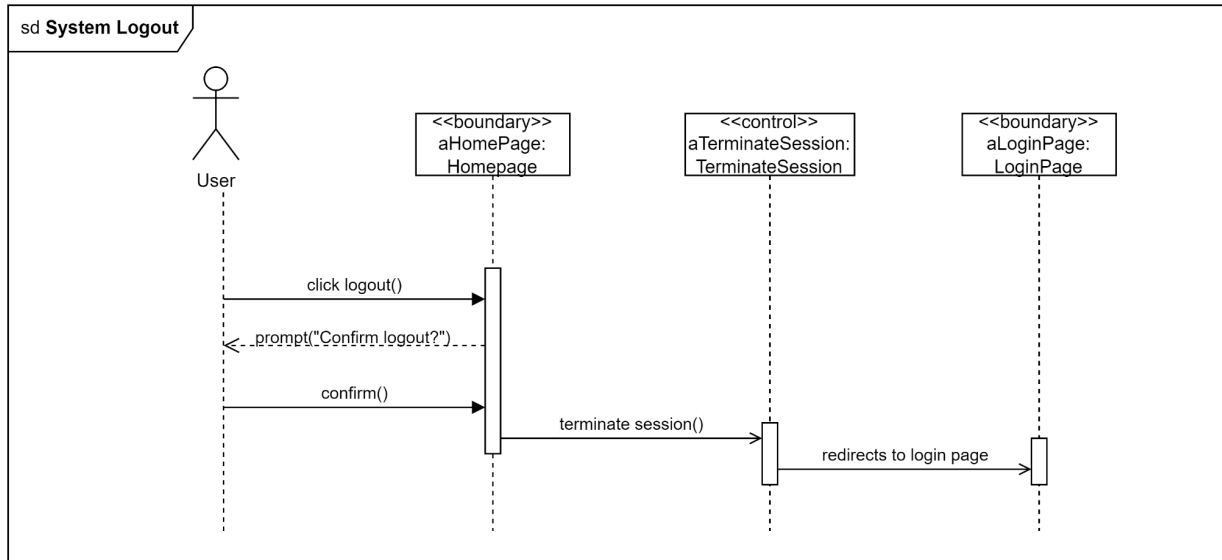 sd System Logout
<<boundary>>
aHomePage:
Homepage
<<control>>
aTerminateSession:
TerminateSession
<<boundary>>
aLoginPage:
LoginPage
User
click logout()
prompt("Confirm logout?")
confirm()
terminate session()
redirects to login page